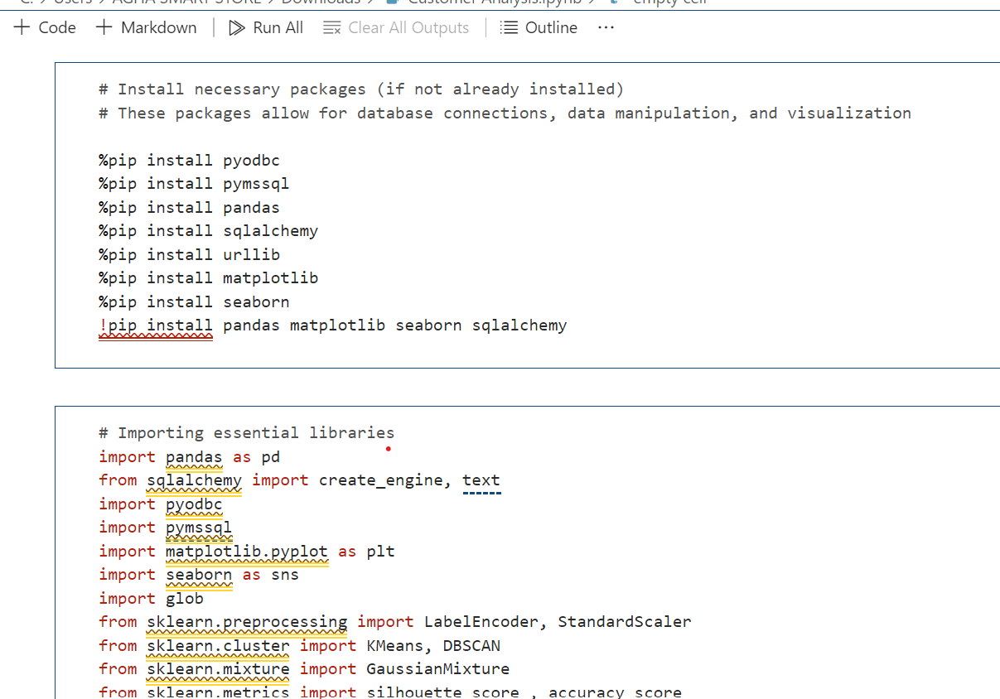 C: > Users > AGHA SMART STORE > Downloads > Customer Analysis.ipynb > empty cell
+ Code + Markdown Run All Clear All Outputs Outline ...
# Install necessary packages (if not already installed)
# These packages allow for database connections, data manipulation, and visualization
%pip install pyodbc
%pip install pymssql
%pip install pandas
%pip install sqlalchemy
%pip install urllib
%pip install matplotlib
%pip install seaborn
!pip install pandas matplotlib seaborn sqlalchemy
# Importing essential libraries
import pandas as pd
from sqlalchemy import create_engine, text
import pyodbc
import pymssql
import matplotlib.pyplot as plt
import seaborn as sns
import glob
from sklearn.preprocessing import LabelEncoder, StandardScaler
from sklearn.cluster import KMeans, DBSCAN
from sklearn.mixture import GaussianMixture
from sklearn.metrics import silhouette_score , accuracy_score